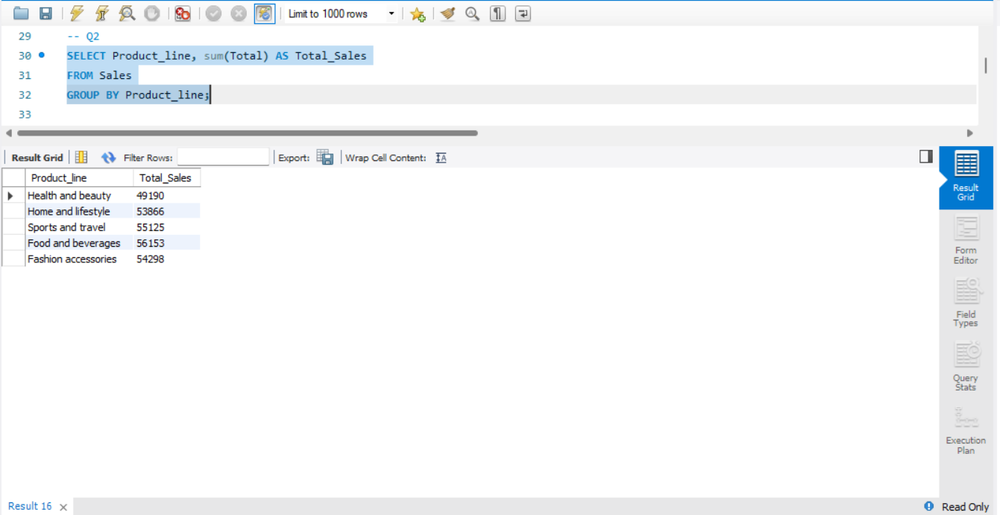 Limit to 1000 rows
29 -- Q2
30 SELECT Product_line, sum(Total) AS Total_Sales
31 FROM Sales
32 GROUP BY Product_line;
33
Result Grid Filter Rows: Export: Wrap Cell Content: IA
Product_line Total_Sales
Health and beauty 49190
Home and lifestyle 53866
Sports and travel 55125
Food and beverages 56153
Fashion accessories 54298
Result
Grid
Form
Editor
Field
Types
Query
Stats
Execution
Plan
Result 16 Read Only